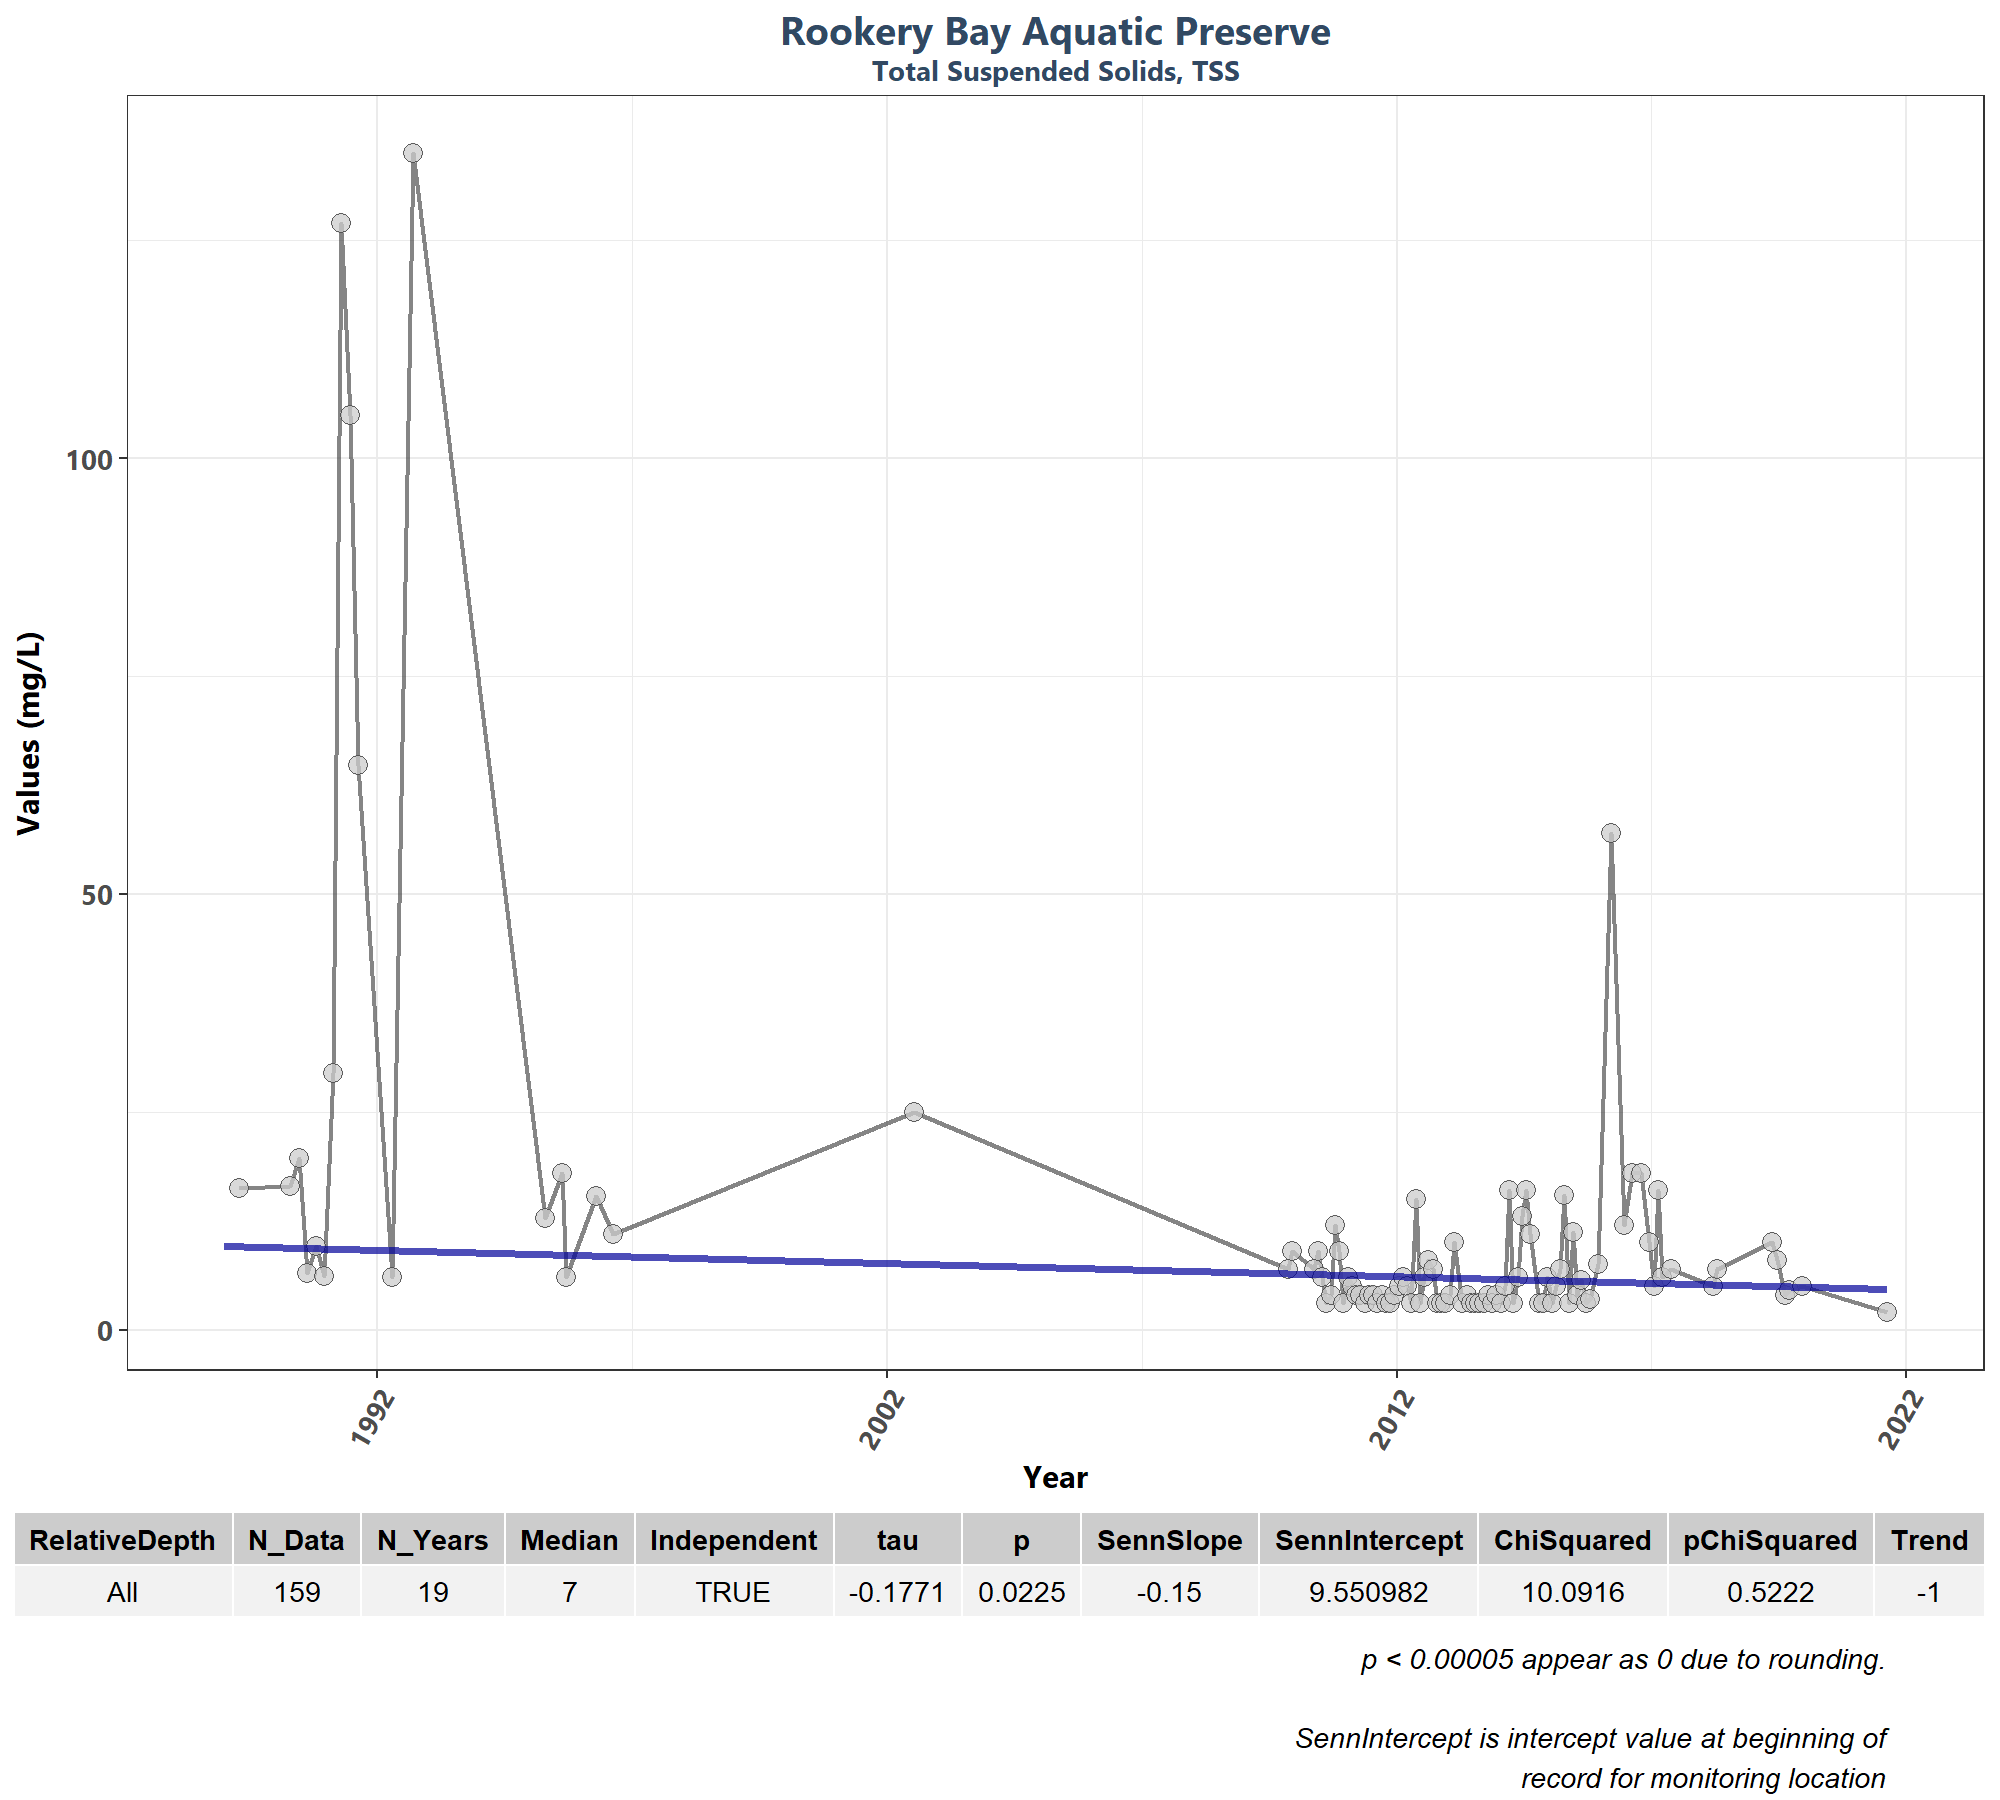 Rookery Bay Aquatic Preserve
Total Suspended Solids, TSS
Values (mg/L)
100
50
0
1992
2002
2012
2022
Year
RelativeDepth N_Data N_Years Median Independent tau p SennSlope SennIntercept ChiSquared pChiSquared Trend
All 159 19 7 TRUE -0.1771 0.0225 -0.15 9.550982 10.0916 0.5222 -1
p < 0.00005 appear as 0 due to rounding.
SennIntercept is intercept value at beginning of
record for monitoring location